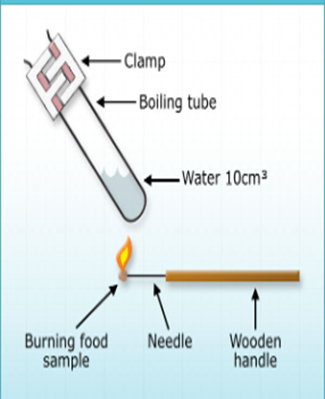 Clamp
Boiling tube
Water 10cm³
Burning food
sample
Needle
Wooden
handle